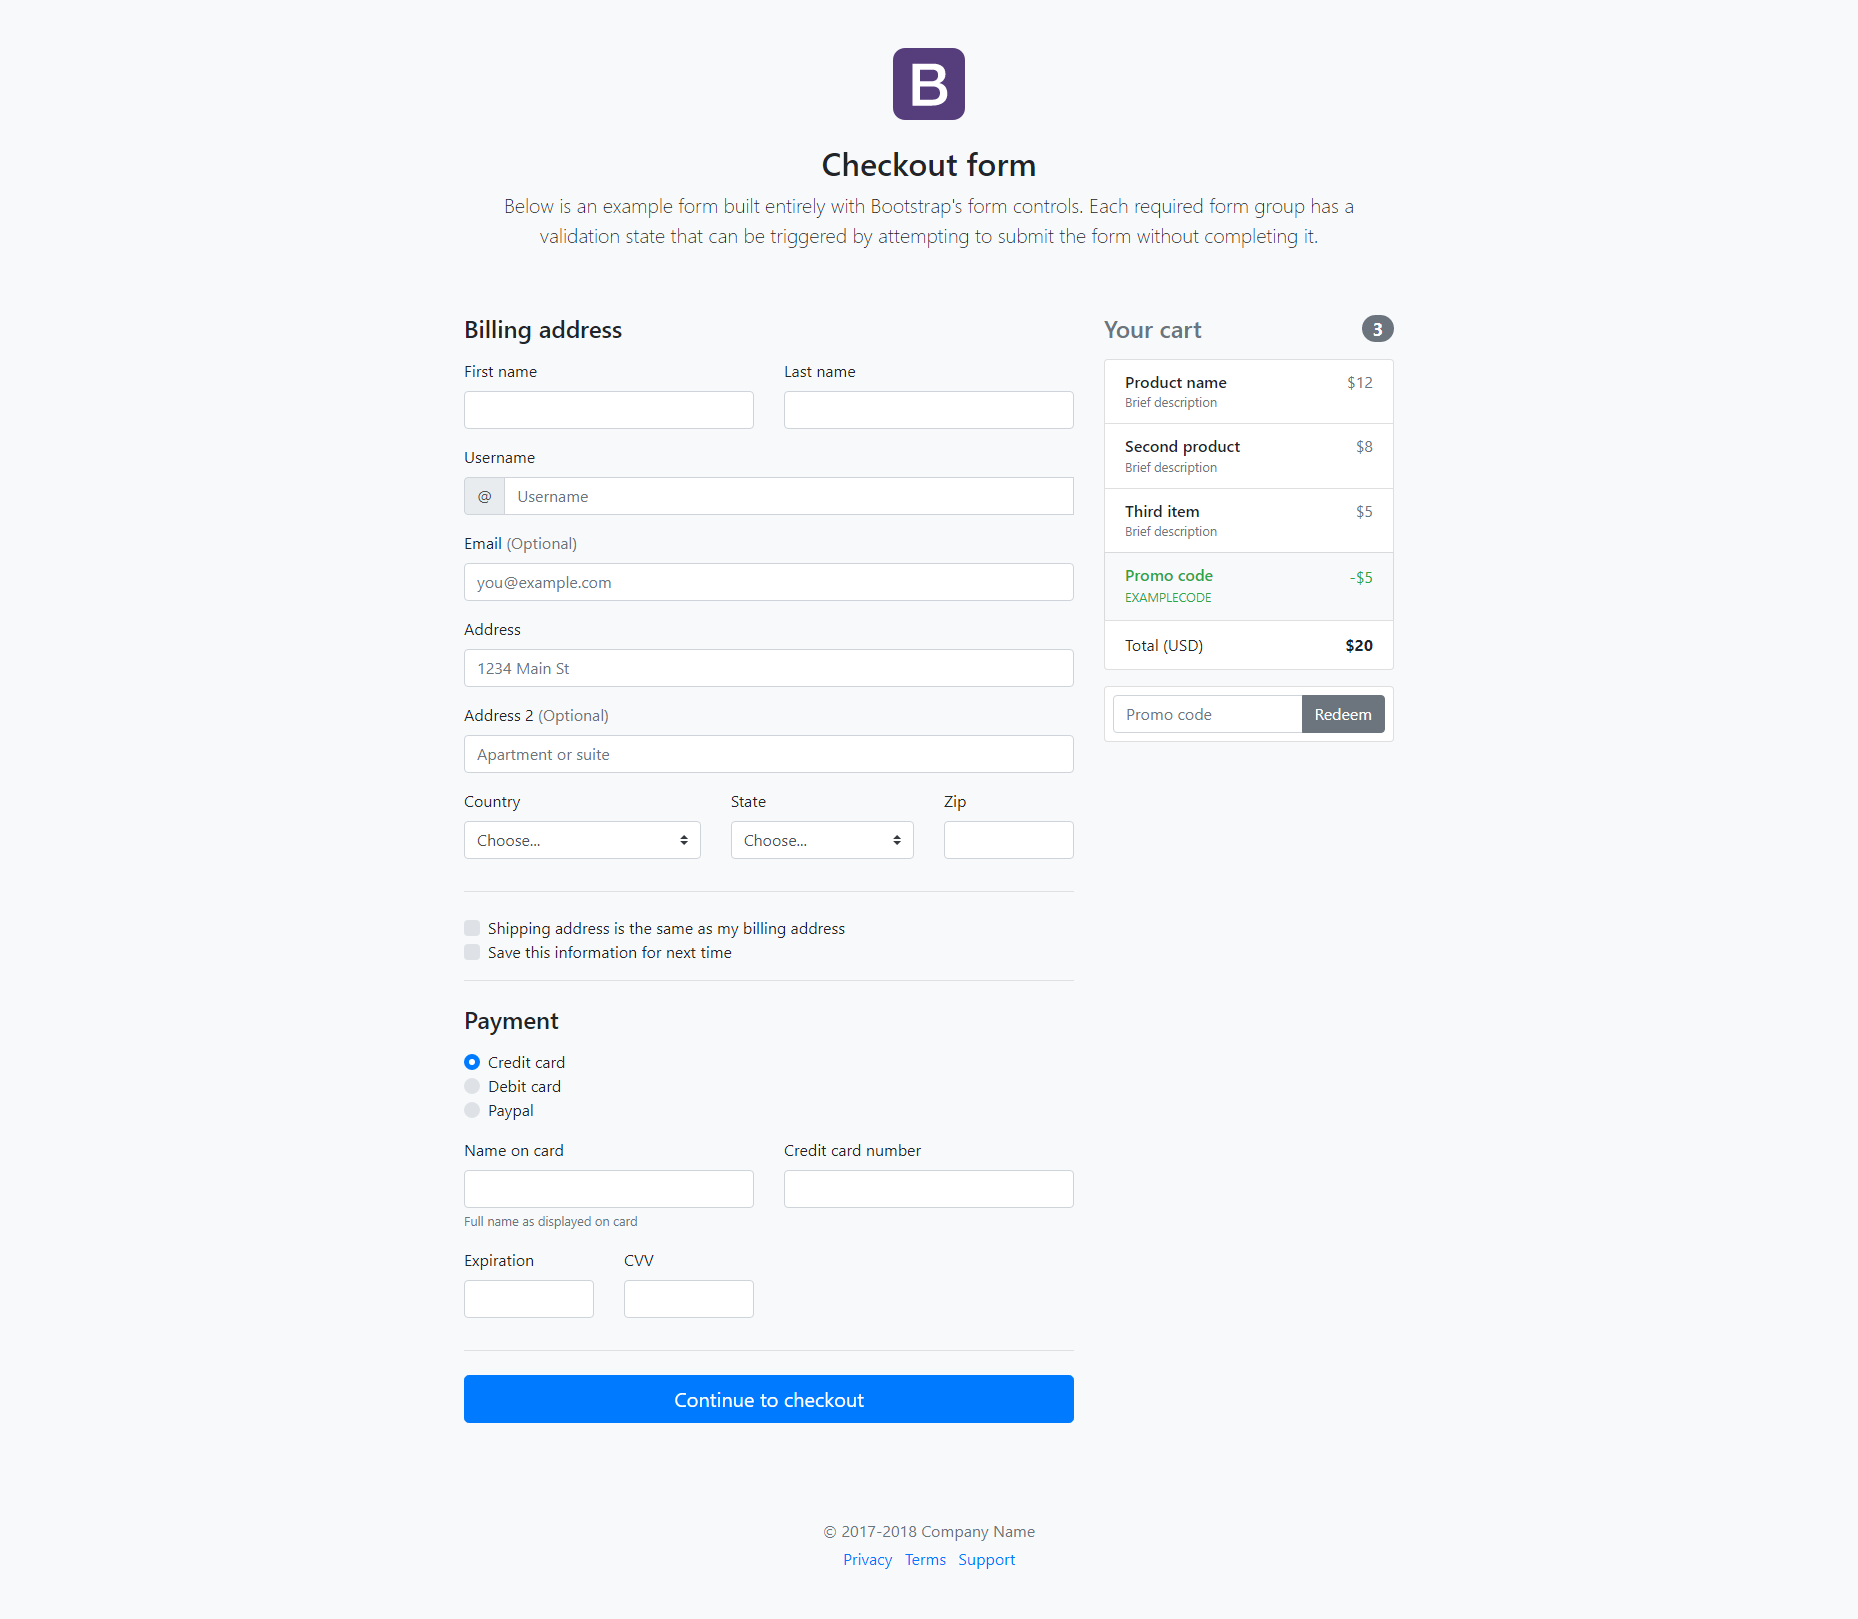 B
Checkout form
Below is an example form built entirely with Bootstrap's form controls. Each required form group has a
validation state that can be triggered by attempting to submit the form without completing it.
Billing address
First name
Last name
Username
@ Username
Email (Optional)
you@example.com
Address
1234 Main St
Address 2 (Optional)
Apartment or suite
Country
State
Zip
Choose...
Choose...
Shipping address is the same as my billing address
Save this information for next time
Payment
Credit card
Debit card
Paypal
Name on card
Credit card number
Full name as displayed on card
Expiration
CVV
Continue to checkout
Your cart 3
Product name $12
Brief description
Second product $8
Brief description
Third item $5
Brief description
Promo code -$5
EXAMPLECODE
Total (USD) $20
Promo code Redeem
© 2017-2018 Company Name
Privacy Terms Support